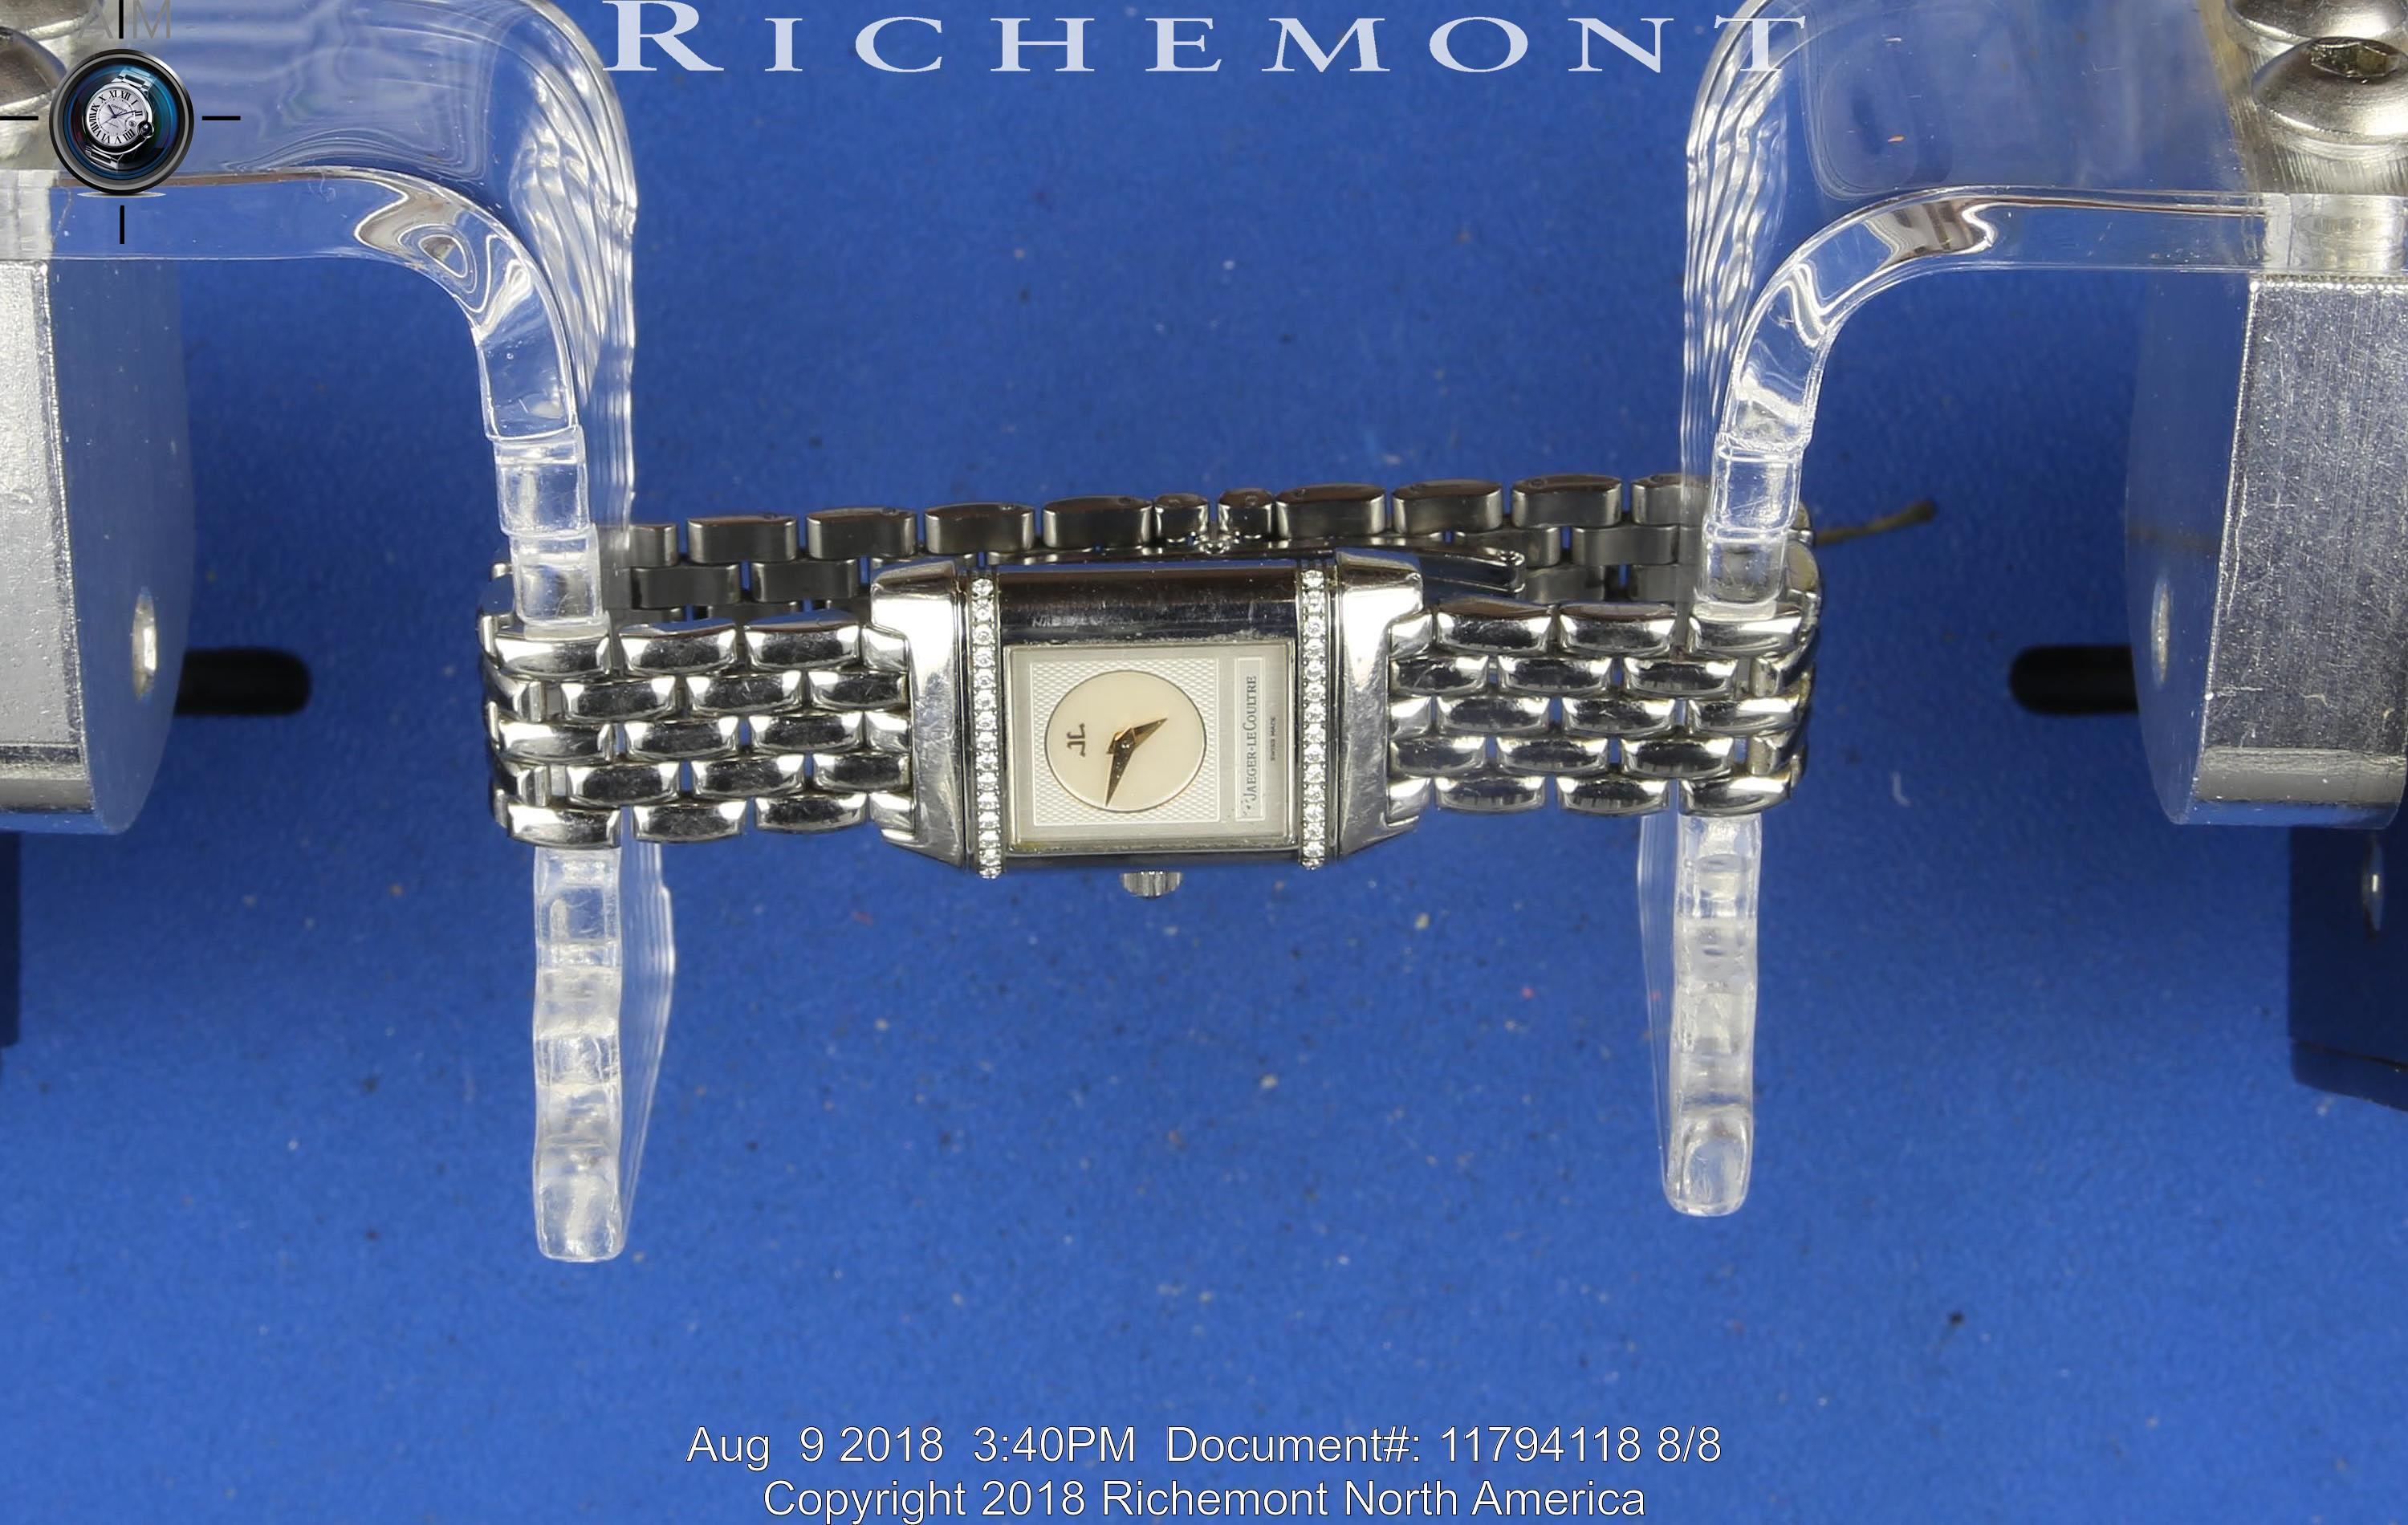 AIM
RICHEMONT
JL
JAEGER-LECOULTRE
SWISS MADE
Aug 9 2018 3:40PM Document#: 11794118 8/8
Copyright 2018 Richemont North America